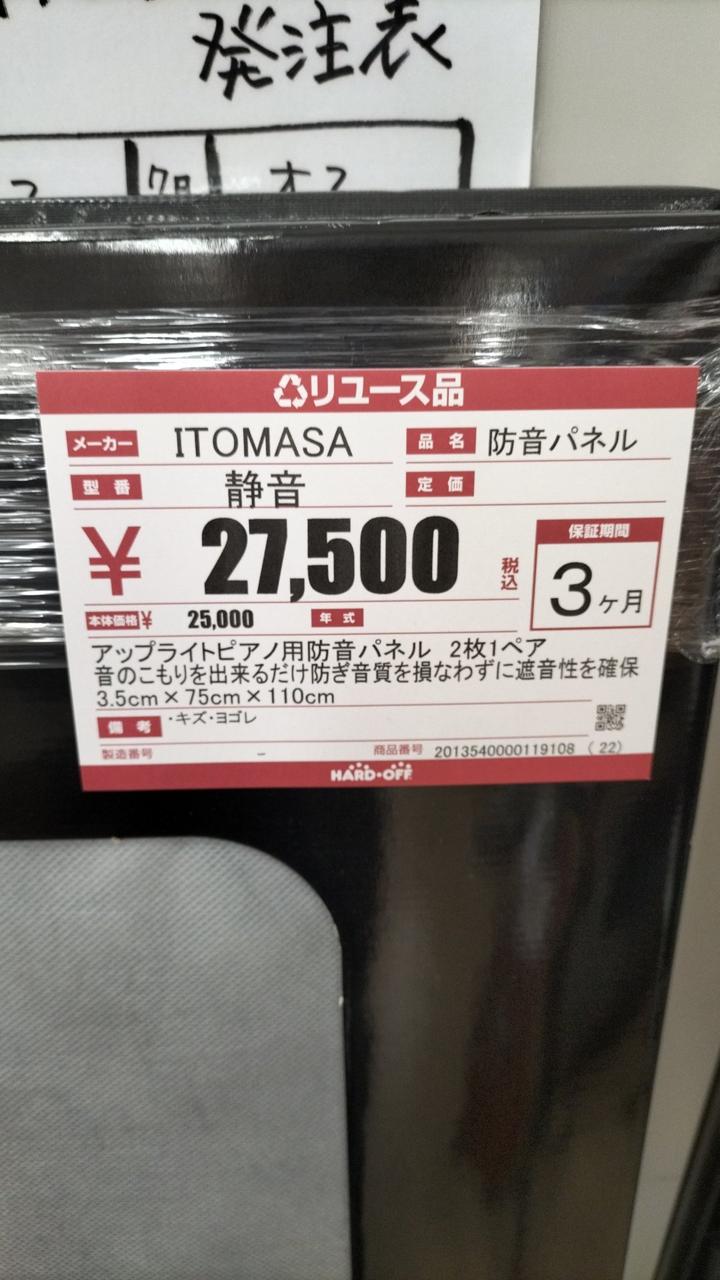 発注表
7日
オフ
リユース品
メーカー ITOMASA 品名 防音パネル
型番 静音 定価
¥ 27,500 税込 保証期間 3ヶ月
本体価格¥ 25,000 年式
アップライトピアノ用防音パネル 2枚1ペア
音のこもりを出来るだけ防ぎ音質を損なわずに遮音性を確保
3.5cm×75cm×110cm
備考 ・キズ・ヨゴレ
製造番号 − 商品番号 2013540000119108 (22)
HARD・OFF